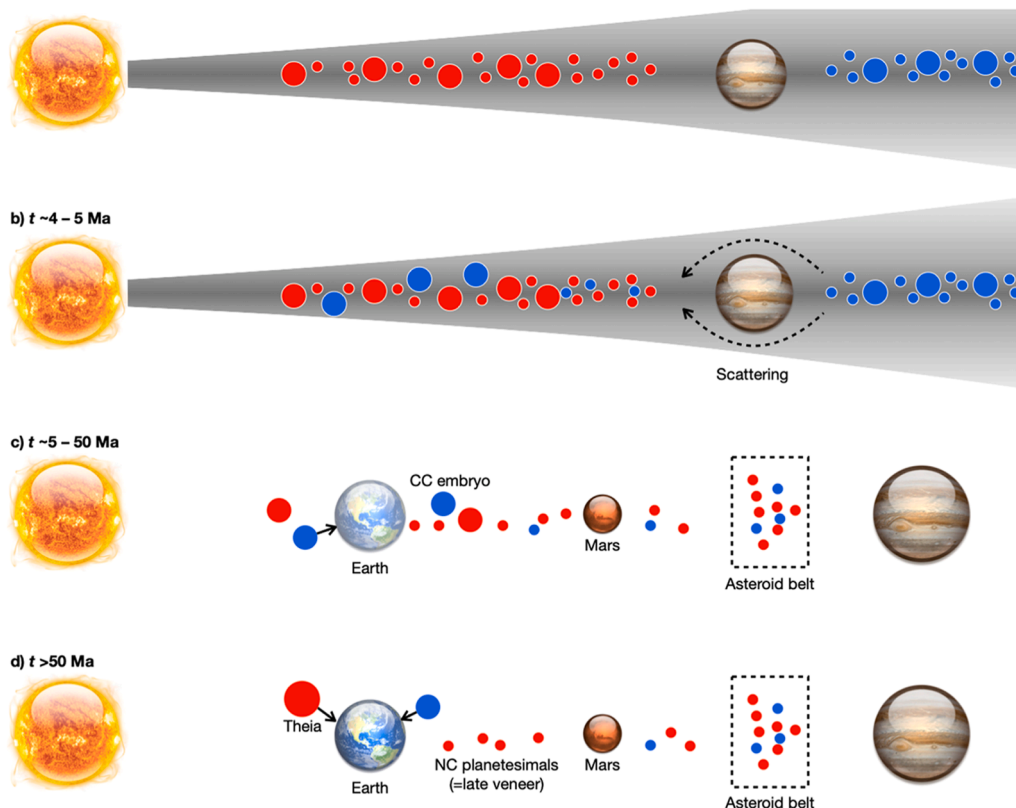 b) t ~4 – 5 Ma
Scattering
c) t ~5 – 50 Ma
CC embryo
Earth
Mars
Asteroid belt
d) t >50 Ma
Theia
NC planetesimals
(=late veneer)
Mars
Earth
Asteroid belt